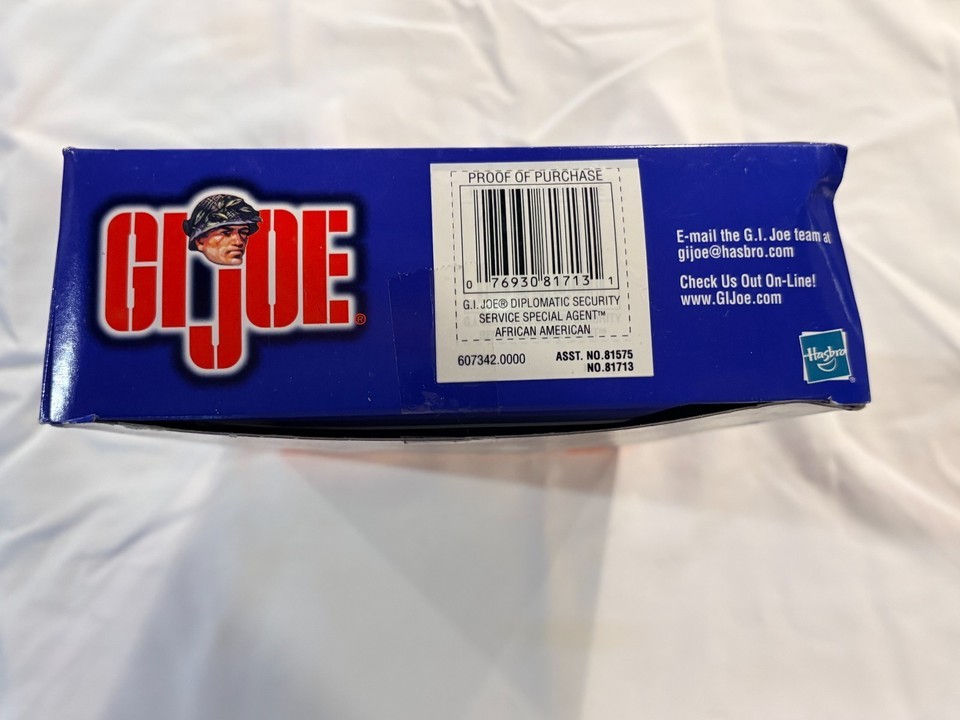 GIJOE®
PROOF OF PURCHASE
0 76930 81713 1
G.I. JOE® DIPLOMATIC SECURITY
SERVICE SPECIAL AGENT™
AFRICAN AMERICAN
607342.0000
ASST. NO.81575
NO.81713
E-mail the G.I. Joe team at
gijoe@hasbro.com
Check Us Out On-Line!
www.GIJoe.com
Hasbro®